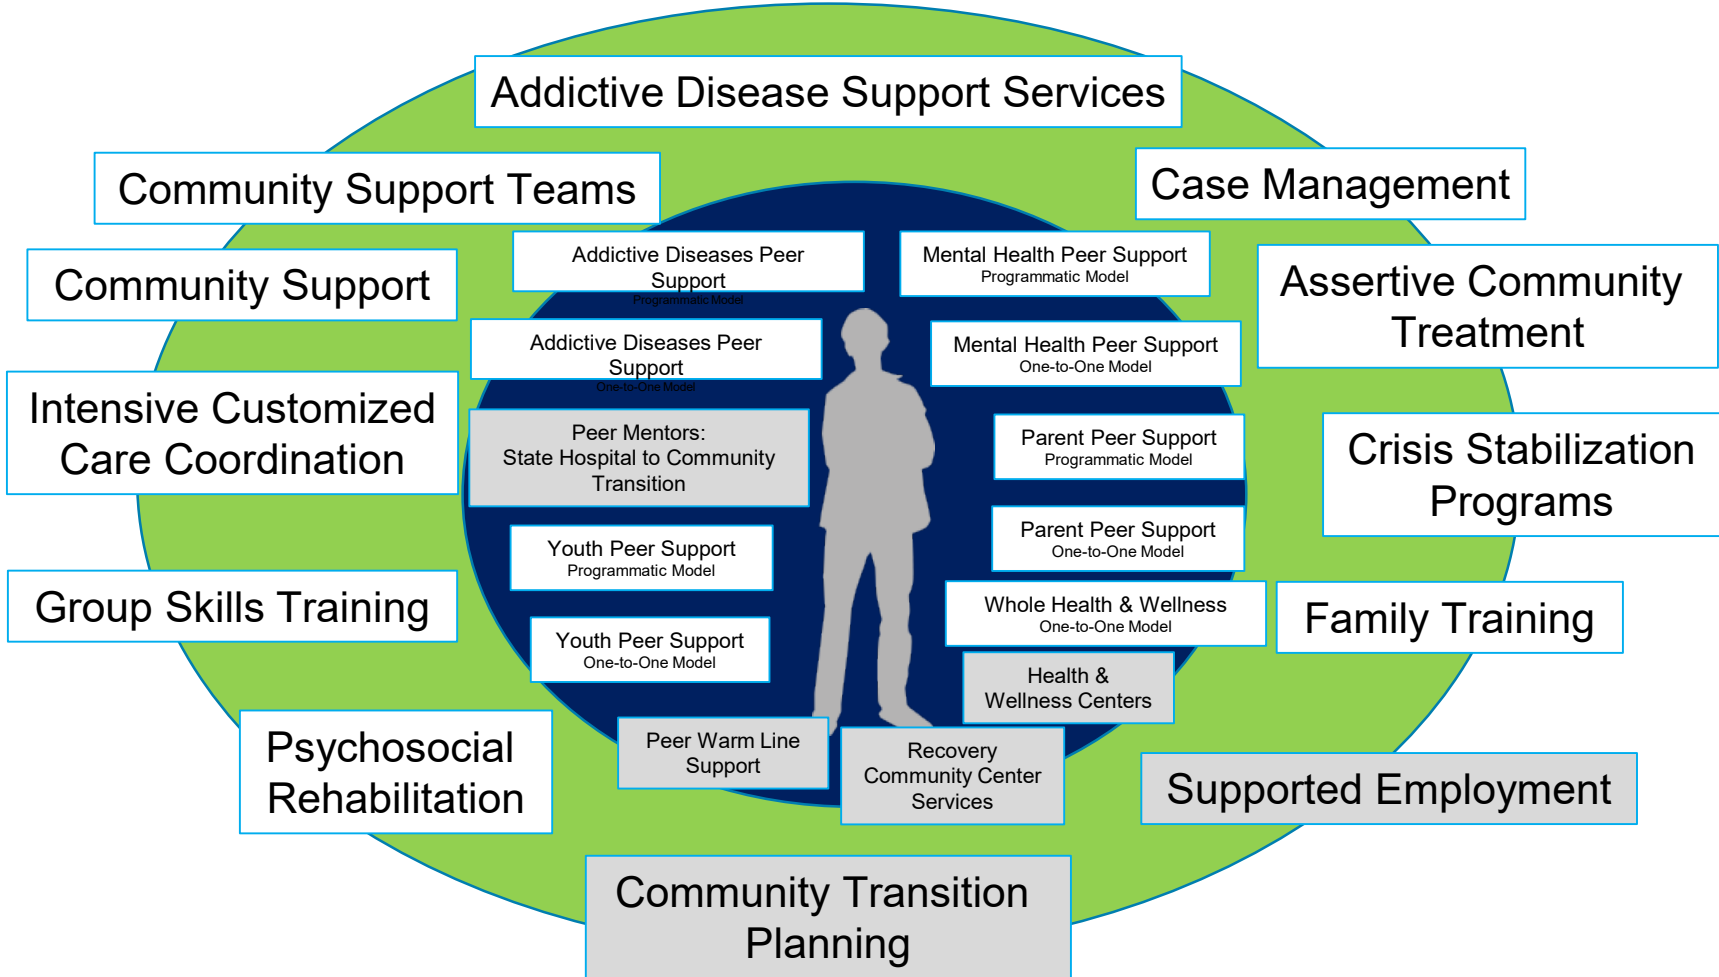 Addictive Disease Support Services
Community Support Teams
Case Management
Community Support
Assertive Community
Treatment
Intensive Customized
Care Coordination
Crisis Stabilization
Programs
Group Skills Training
Family Training
Psychosocial
Rehabilitation
Supported Employment
Community Transition
Planning
Addictive Diseases Peer
Support
Programmatic Model
Mental Health Peer Support
Programmatic Model
Addictive Diseases Peer
Support
One-to-One Model
Mental Health Peer Support
One-to-One Model
Peer Mentors:
State Hospital to Community
Transition
Parent Peer Support
Programmatic Model
Youth Peer Support
Programmatic Model
Parent Peer Support
One-to-One Model
Youth Peer Support
One-to-One Model
Whole Health & Wellness
One-to-One Model
Health &
Wellness Centers
Peer Warm Line
Support
Recovery
Community Center
Services